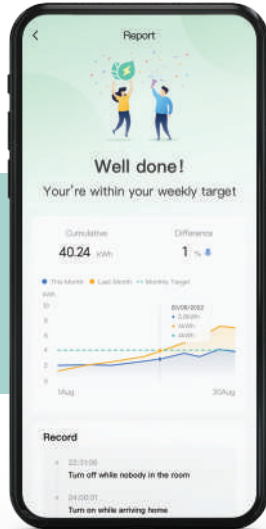 Report
Well done!
Your're within your weekly target
Cumulative
Difference
40.24 kWh
1 %
This Month
Last Month
Monthly Target
kWh
10
8
6
4
2
0
1Aug
30Aug
Record
22:31:06
Turn off while nobody in the room
24:00:01
Turn on while arriving home